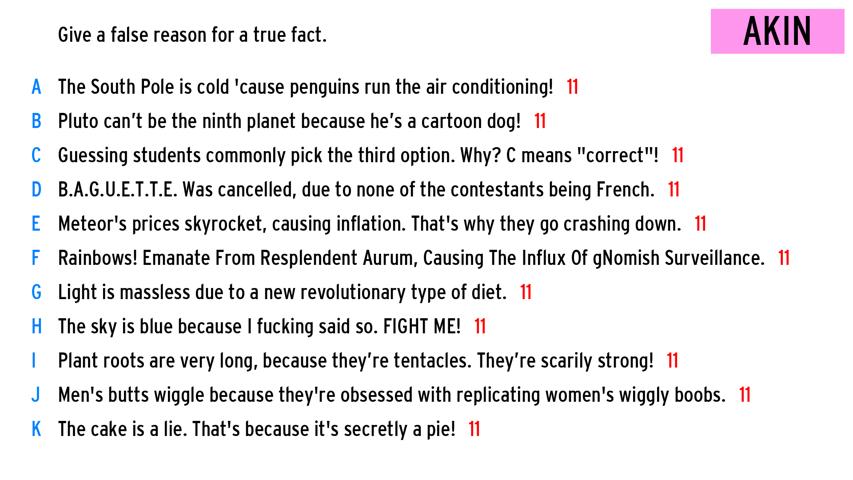 Give a false reason for a true fact.
AKIN
A The South Pole is cold 'cause penguins run the air conditioning! 11
B Pluto can’t be the ninth planet because he’s a cartoon dog! 11
C Guessing students commonly pick the third option. Why? C means "correct"! 11
D B.A.G.U.E.T.T.E. Was cancelled, due to none of the contestants being French. 11
E Meteor's prices skyrocket, causing inflation. That's why they go crashing down. 11
F Rainbows! Emanate From Resplendent Aurum, Causing The Influx Of gNomish Surveillance. 11
G Light is massless due to a new revolutionary type of diet. 11
H The sky is blue because I fucking said so. FIGHT ME! 11
I Plant roots are very long, because they’re tentacles. They’re scarily strong! 11
J Men's butts wiggle because they're obsessed with replicating women's wiggly boobs. 11
K The cake is a lie. That's because it's secretly a pie! 11